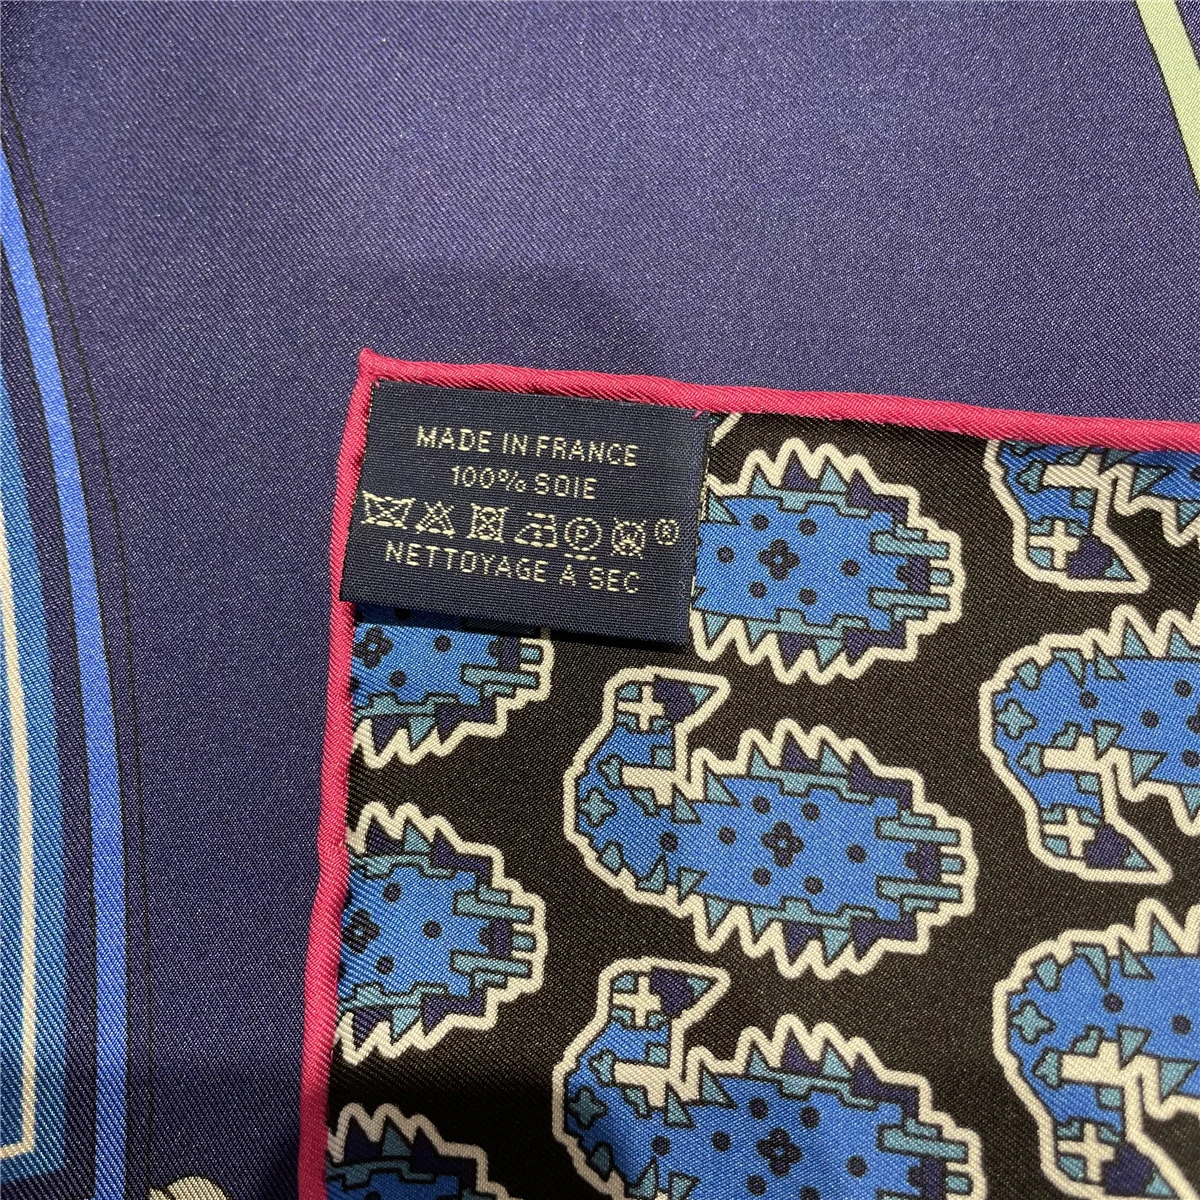 MADE IN FRANCE
100% SOIE
P ®
NETTOYAGE À SEC